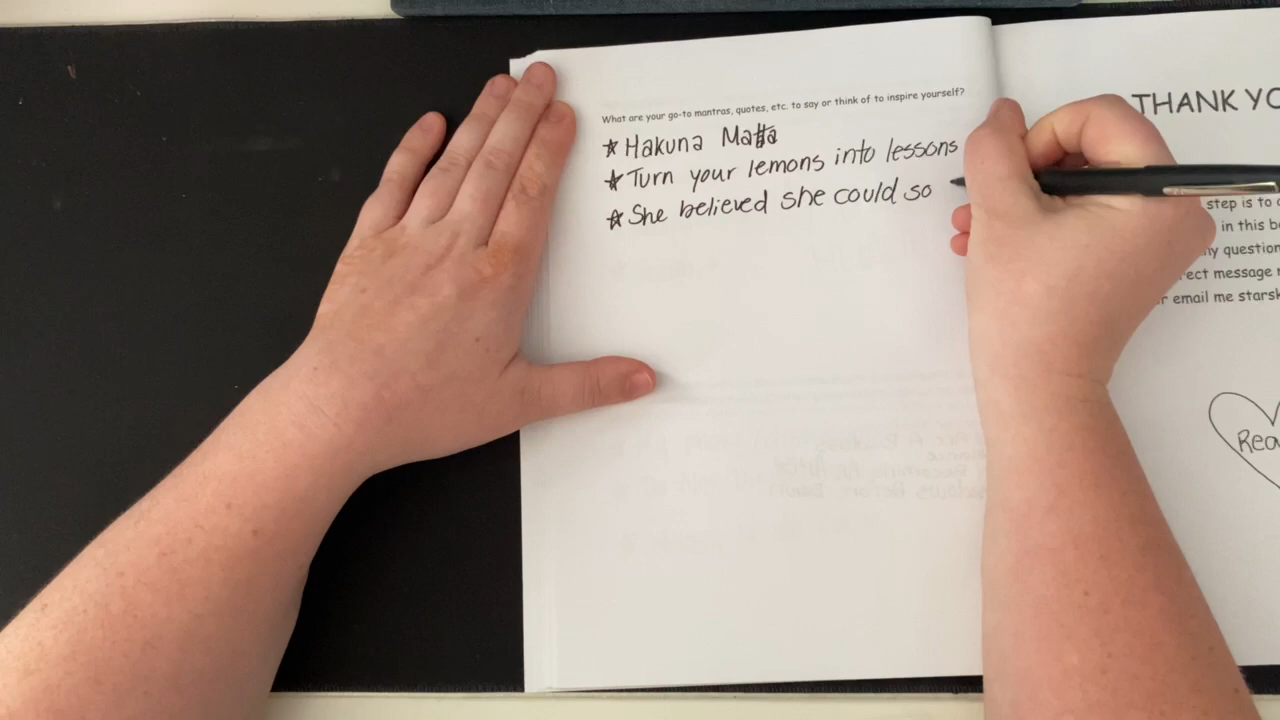 What are your go-to mantras, quotes, etc. to say or think of to inspire yourself?
Hakuna Matta
Turn your lemons into lessons
She believed she could so
THANK YO
step is to
in this b
ny question
rect message
r email me starsk
Rea